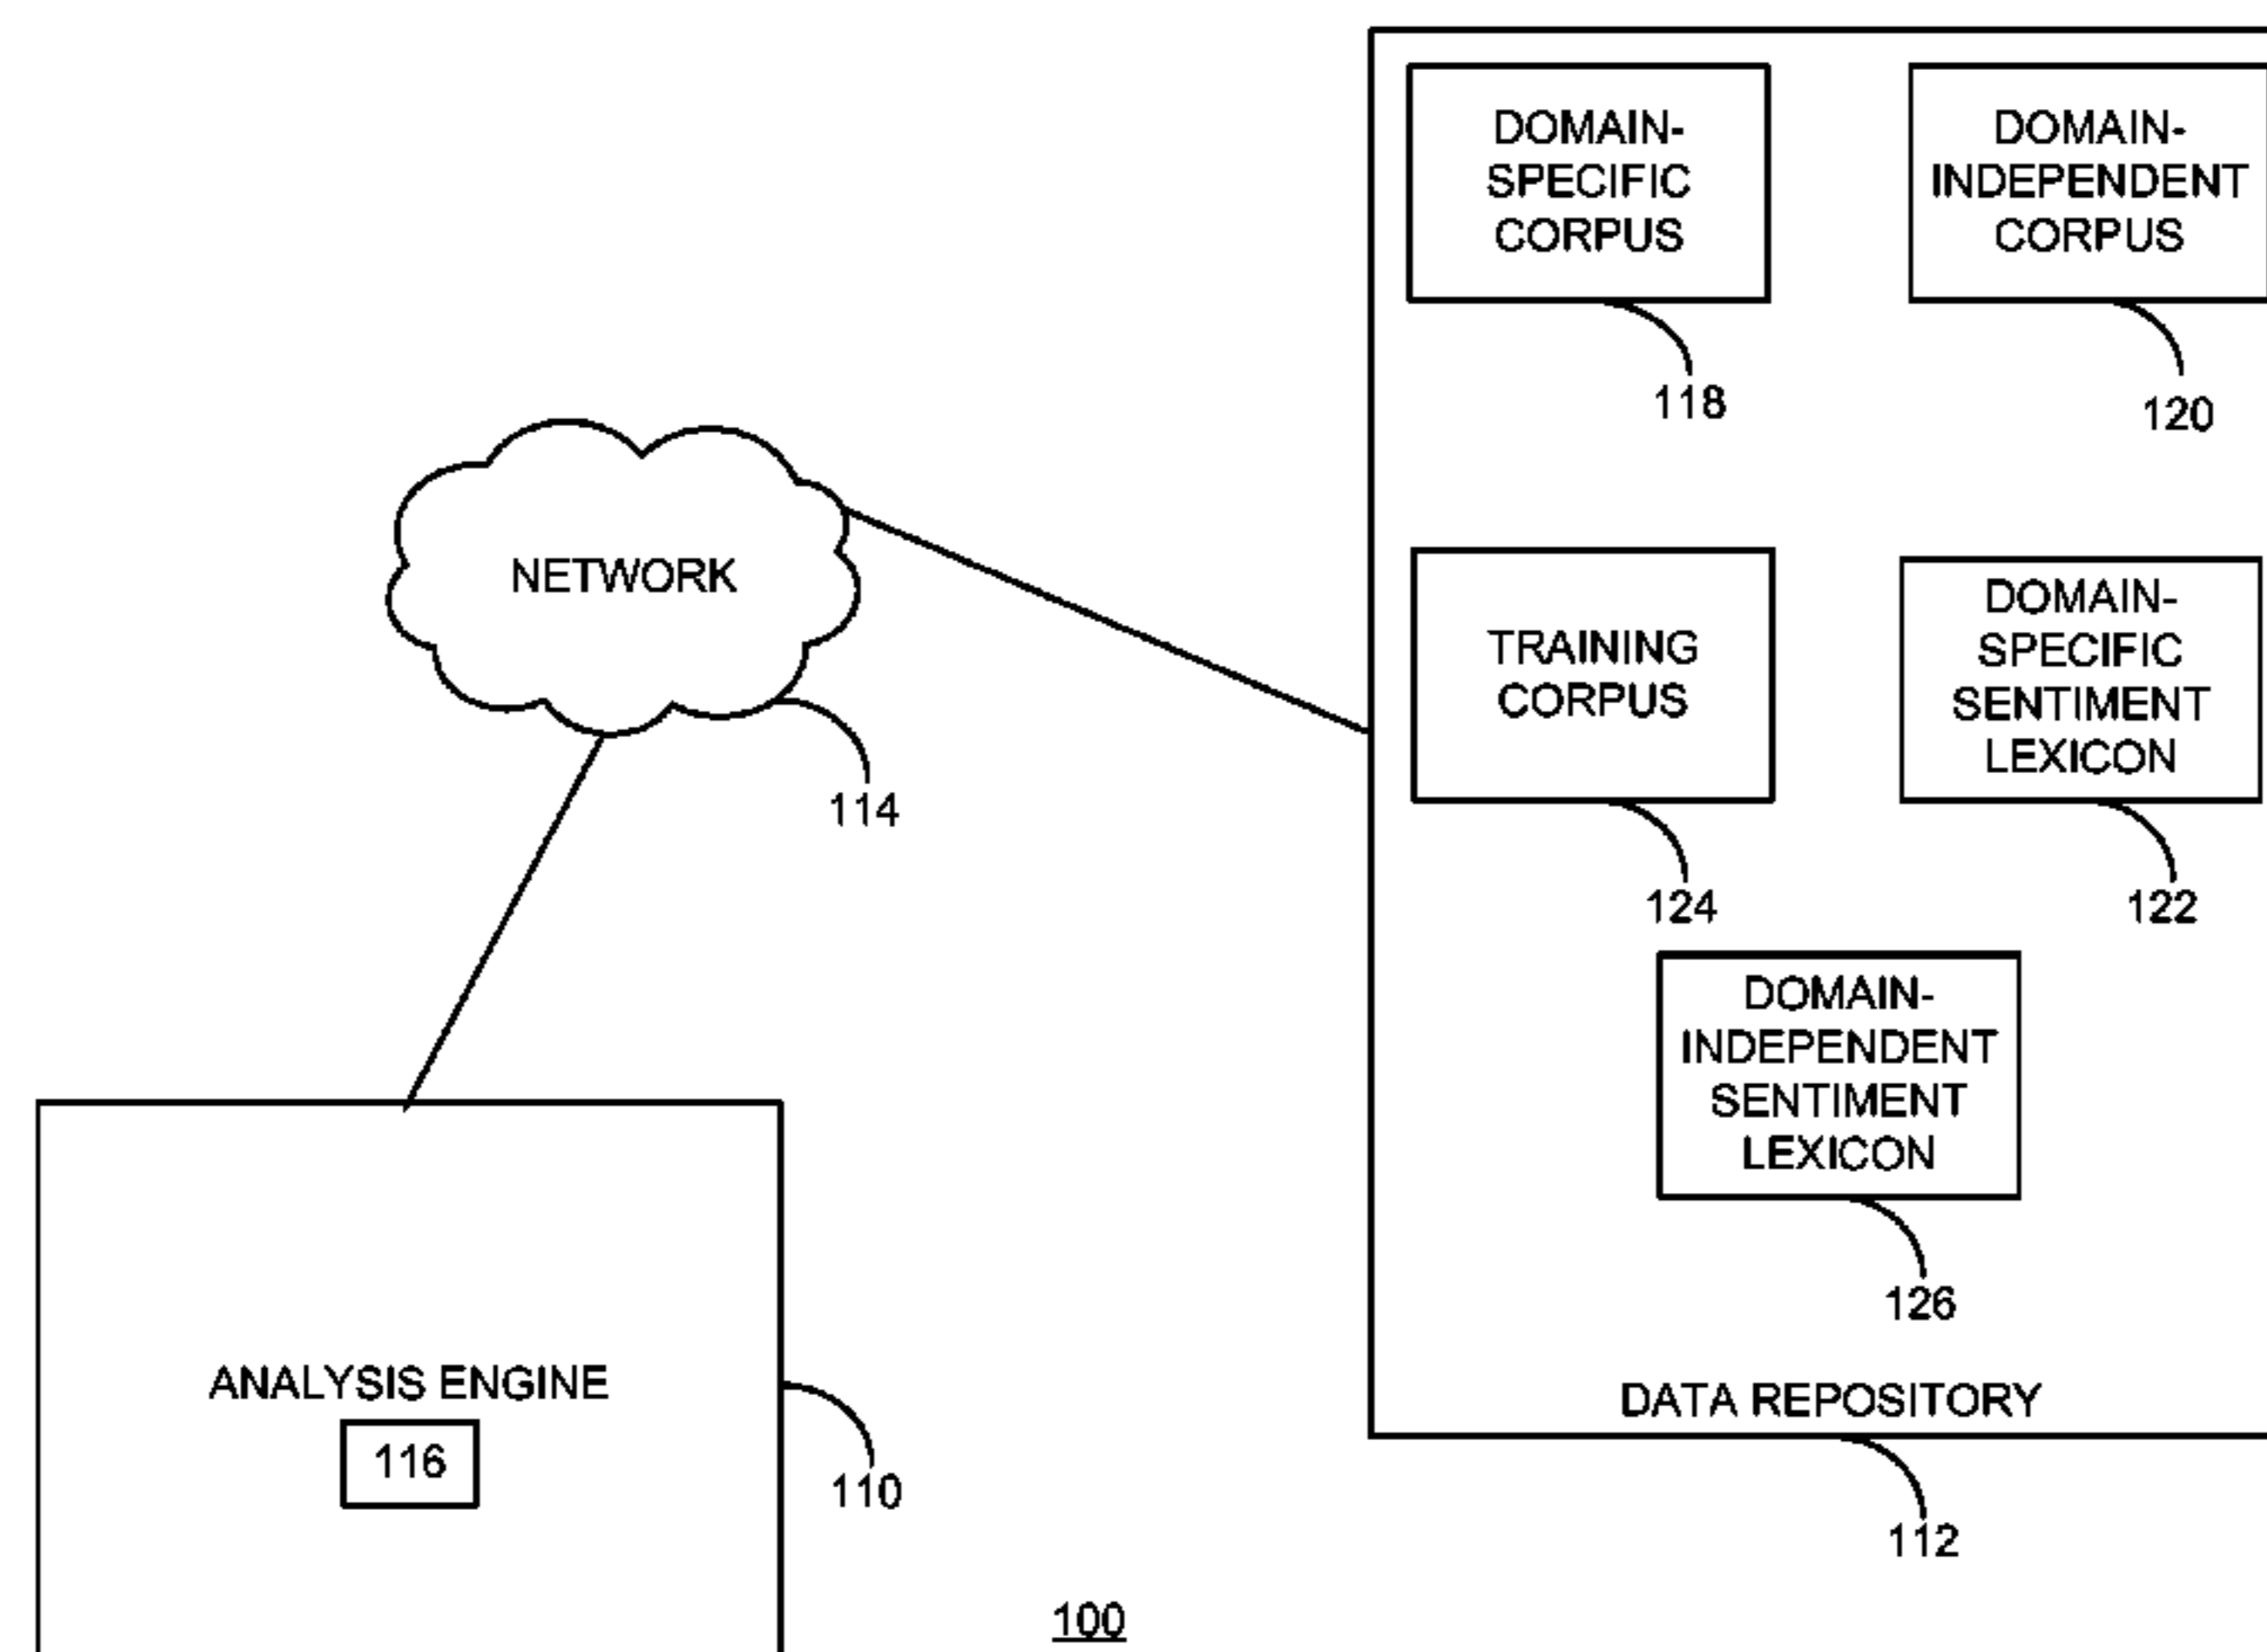 DOMAIN-
SPECIFIC
CORPUS
118
DOMAIN-
INDEPENDENT
CORPUS
120
NETWORK
114
TRAINING
CORPUS
124
DOMAIN-
SPECIFIC
SENTIMENT
LEXICON
122
DOMAIN-
INDEPENDENT
SENTIMENT
LEXICON
126
DATA REPOSITORY
112
ANALYSIS ENGINE
116
110
100